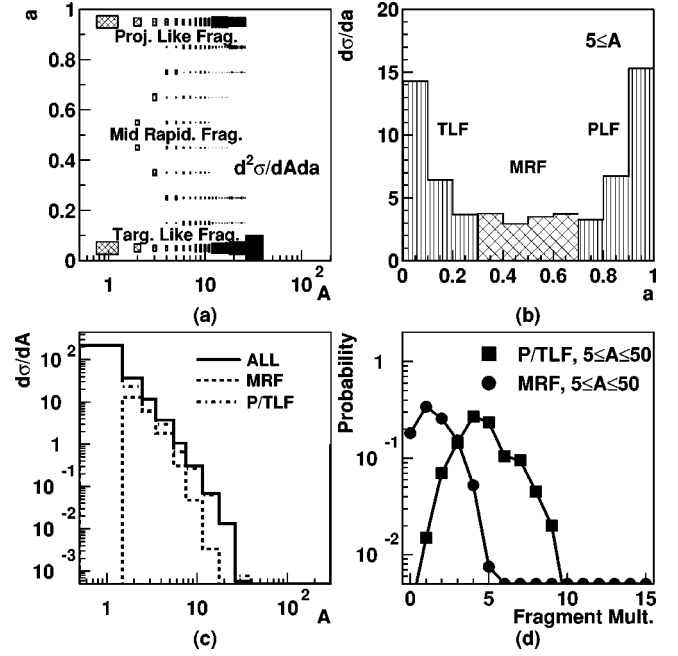 a
1
0.8
0.6
0.4
0.2
0
Proj. Like Frag.
Mid Rapid. Frag.
d²σ/dAda
Targ. Like Frag.
1
10
10²
A
(a)
dσ/da
20
15
10
5
0
5≤A
TLF
PLF
MRF
0
0.2
0.4
0.6
0.8
1
a
(b)
dσ/dA
10²
10
1
10⁻¹
10⁻²
10⁻³
ALL
MRF
P/TLF
1
10
10²
A
(c)
Probability
1
10⁻¹
10⁻²
P/TLF, 5≤A≤50
MRF, 5≤A≤50
0
5
10
15
Fragment Mult.
(d)